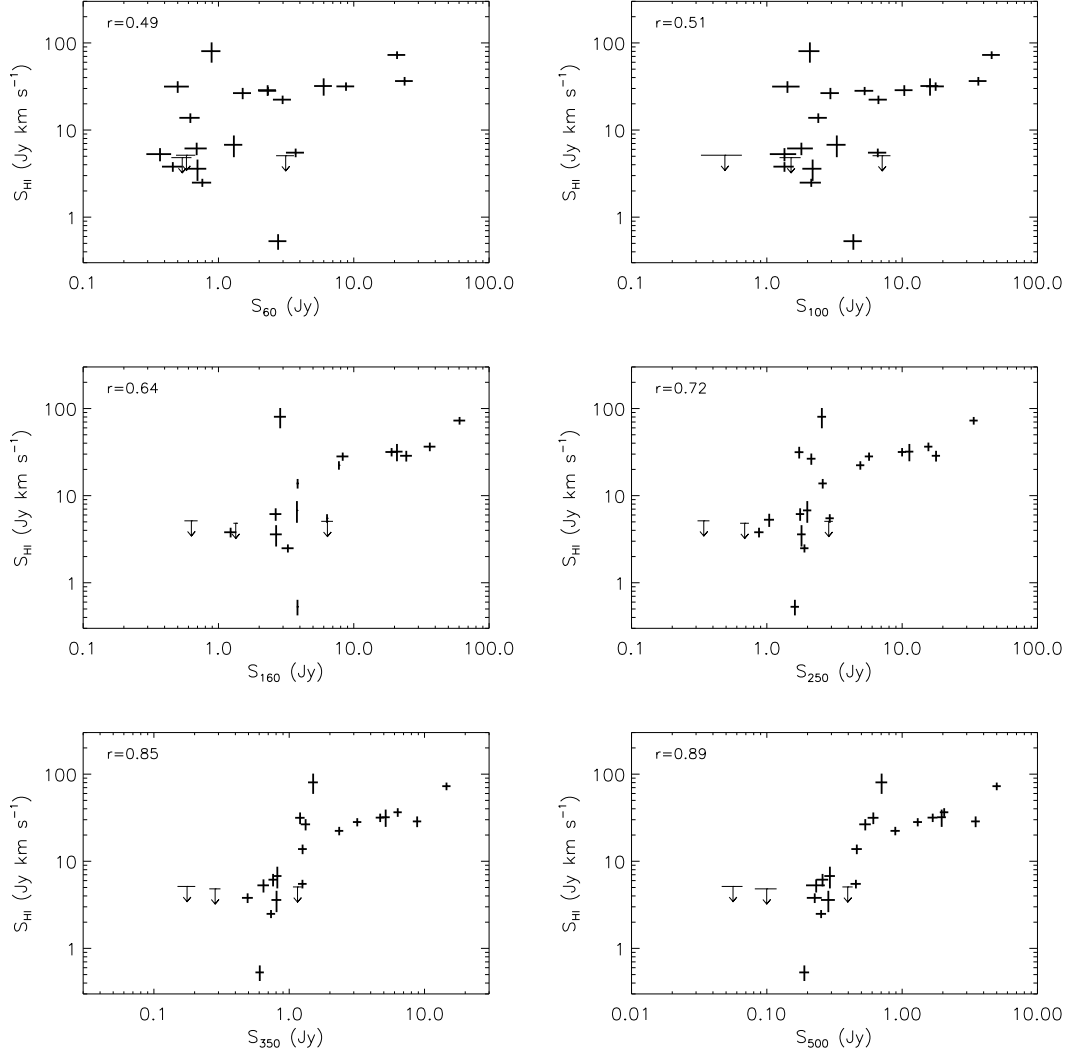 r=0.49
100
10
1
S_HI (Jy km s⁻¹)
0.1 1.0 10.0 100.0
S_60 (Jy)
r=0.51
100
10
1
S_HI (Jy km s⁻¹)
0.1 1.0 10.0 100.0
S_100 (Jy)
r=0.64
100
10
1
S_HI (Jy km s⁻¹)
0.1 1.0 10.0 100.0
S_160 (Jy)
r=0.72
100
10
1
S_HI (Jy km s⁻¹)
0.1 1.0 10.0 100.0
S_250 (Jy)
r=0.85
100
10
1
S_HI (Jy km s⁻¹)
0.1 1.0 10.0
S_350 (Jy)
r=0.89
100
10
1
S_HI (Jy km s⁻¹)
0.01 0.10 1.00 10.00
S_500 (Jy)